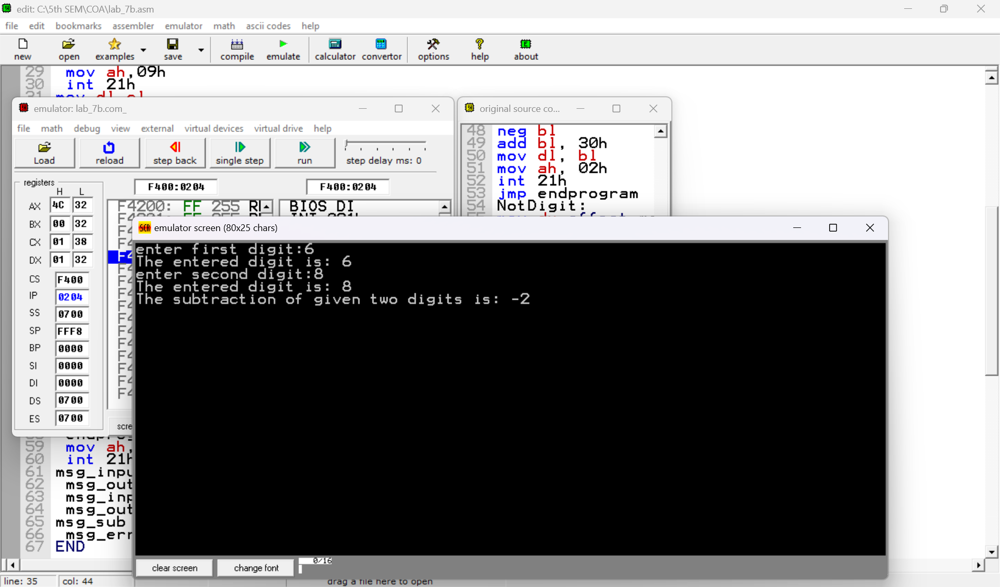 edit: C:\5th SEM\COA\lab_7b.asm
file edit bookmarks assembler emulator math ascii codes help
new open examples save compile emulate calculator convertor options help about
29 mov ah,09h
30 int 21h
31 mov dl,cl
emulator: lab_7b.com_
file math debug view external virtual devices virtual drive help
Load reload step back single step run step delay ms: 0
registers
H L
F400:0204 F400:0204
AX 4C 32
BX 00 32
CX 01 38
DX 01 32
CS F400
IP 0204
SS 0700
SP FFF8
BP 0000
SI 0000
DI 0000
DS 0700
ES 0700
F4200: FF 255 RI
BIOS DI
original source co...
48 neg bl
49 add bl, 30h
50 mov dl, bl
51 mov ah, 02h
52 int 21h
53 jmp endprogram
54 NotDigit:
emulator screen (80x25 chars)
enter first digit:6
The entered digit is: 6
enter second digit:8
The entered digit is: 8
The subtraction of given two digits is: -2
clear screen change font 0/16
scre
59 mov ah,
60 int 21h
61 msg_inpu
62 msg_out
63 msg_inp
64 msg_out
65 msg_sub
66 msg_err
67 END
line: 35 col: 44 drag a file here to open